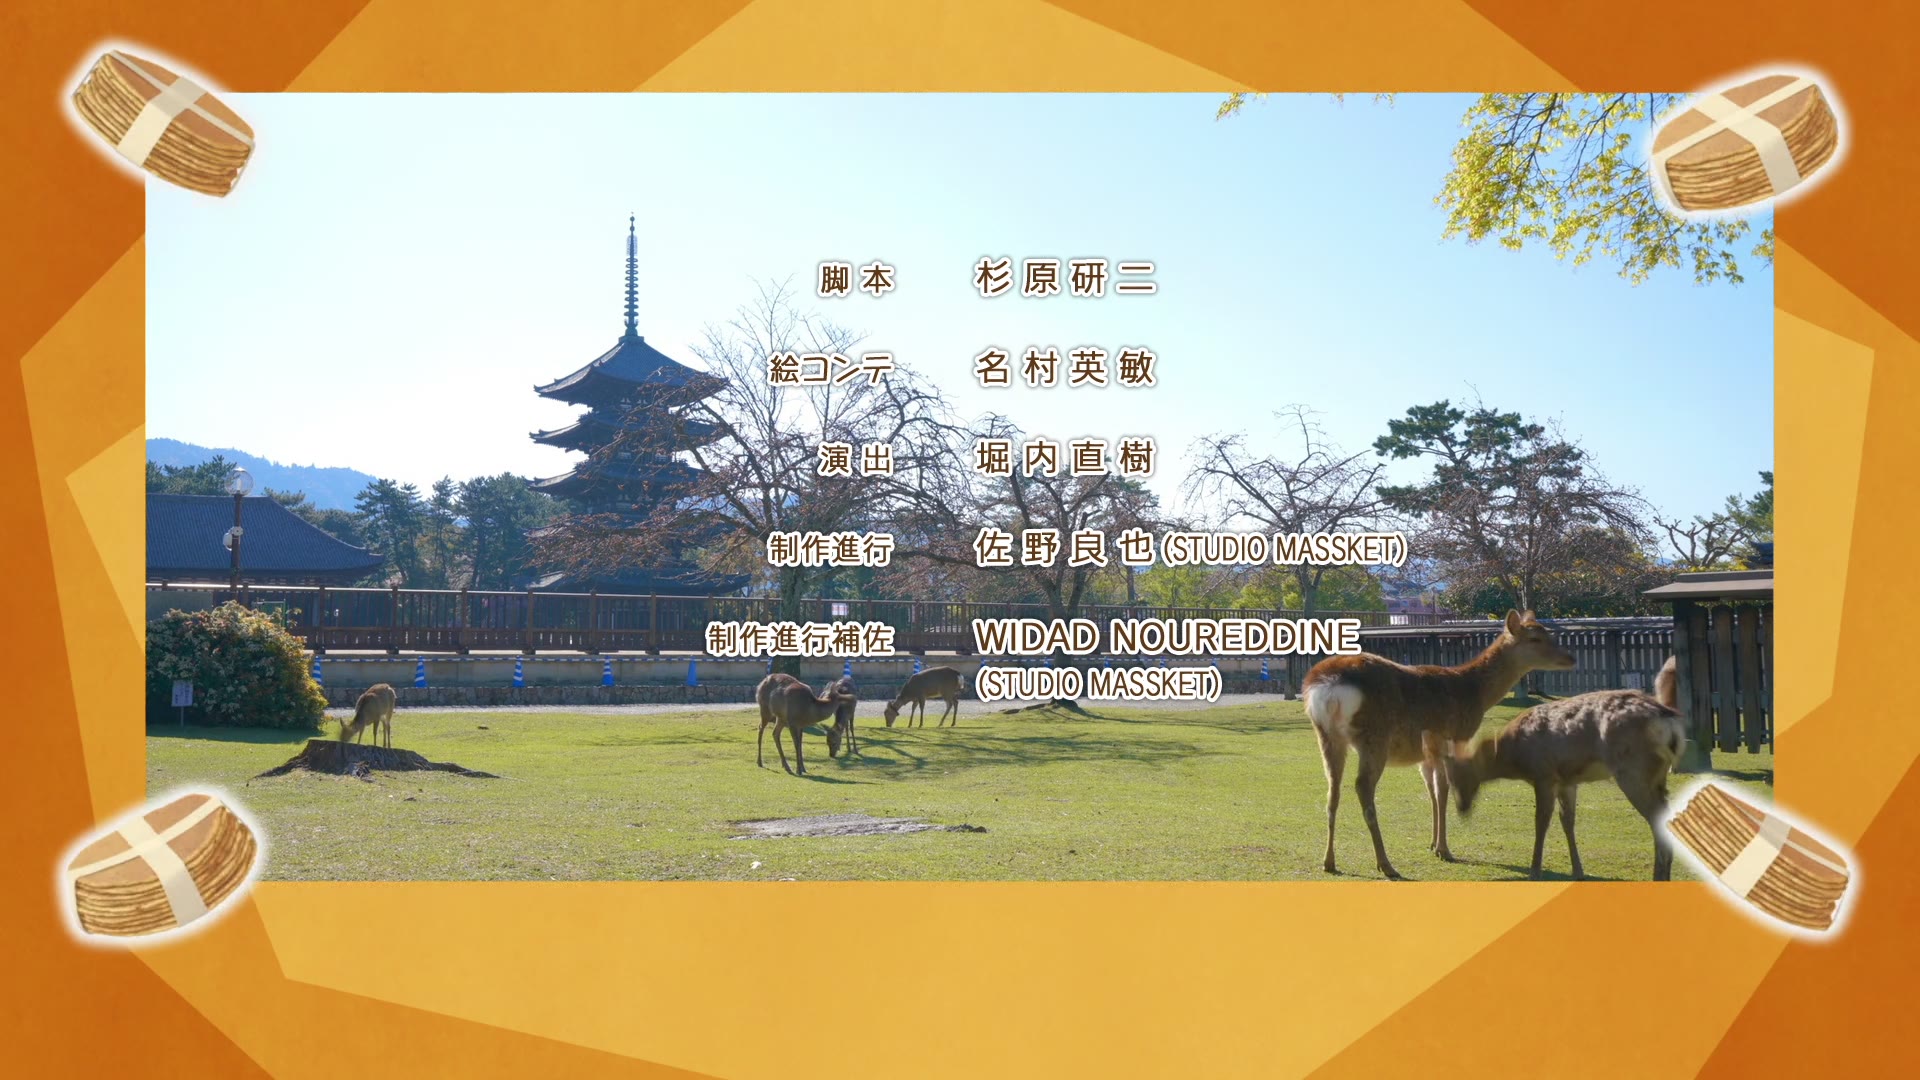 脚本 杉原研二
絵コンテ 名村英敏
演出 堀内直樹
制作進行 佐野良也(STUDIO MASSKET)
制作進行補佐 WIDAD NOUREDDINE
(STUDIO MASSKET)